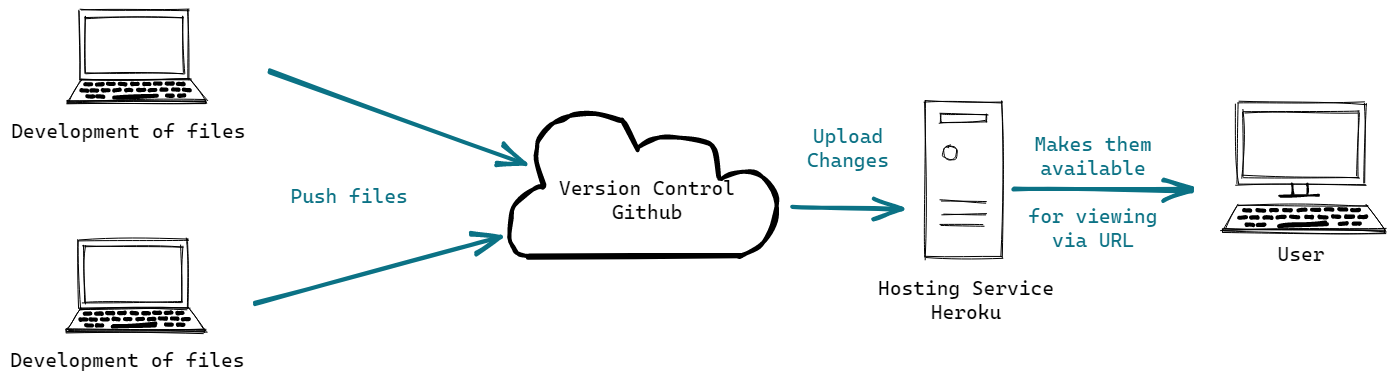 Development of files
Push files
Development of files
Version Control
Github
Upload
Changes
Hosting Service
Heroku
Makes them
available
for viewing
via URL
User